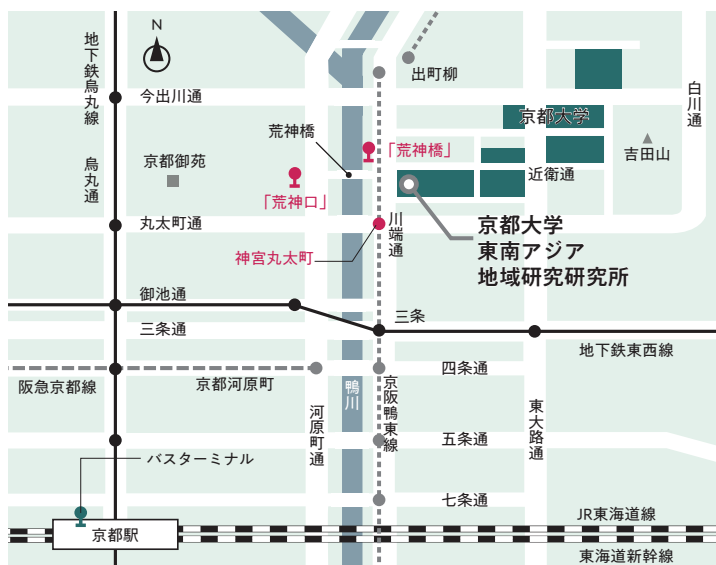 N
地下鉄烏丸線
出町柳
今出川通
白川通
荒神橋
京都大学
「荒神橋」
京都御苑
吉田山
烏丸通
近衛通
「荒神口」
丸太町通
川端通
京都大学
東南アジア
地域研究研究所
神宮丸太町
御池通
三条
三条通
地下鉄東西線
阪急京都線
京都河原町
鴨川
京阪鴨東線
四条通
河原町通
東大路通
五条通
バスターミナル
七条通
JR東海道線
京都駅
東海道新幹線